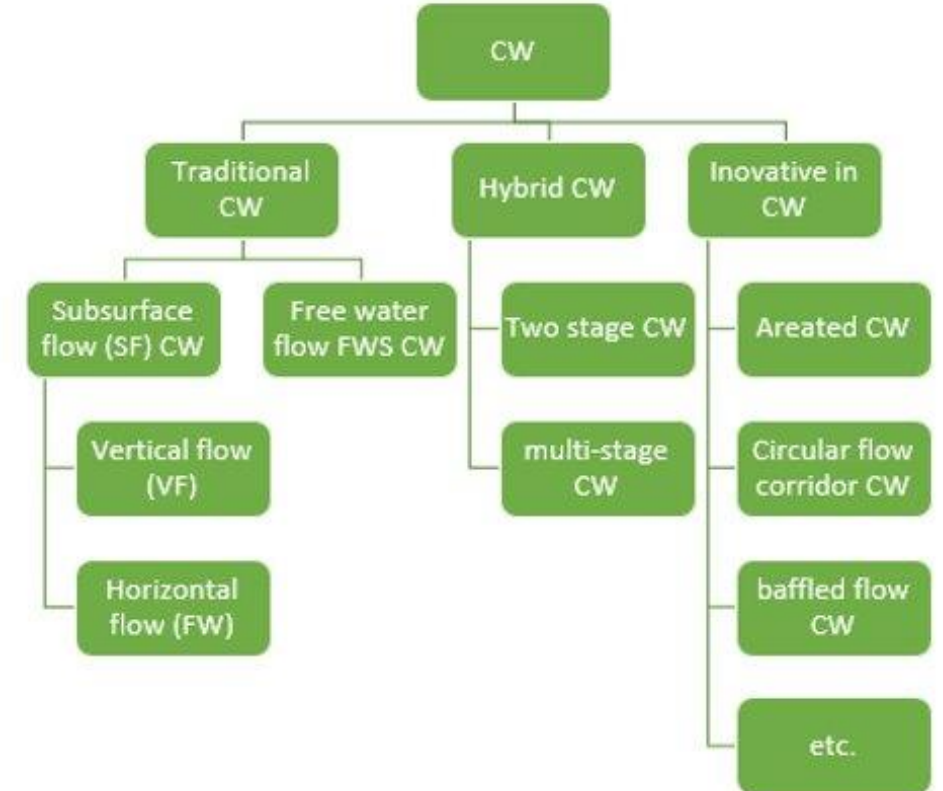 CW
Traditional
CW
Hybrid CW
Inovative in
CW
Subsurface
flow (SF) CW
Free water
flow FWS CW
Vertical flow
(VF)
Horizontal
flow (FW)
Two stage CW
multi-stage
CW
Areated CW
Circular flow
corridor CW
baffled flow
CW
etc.